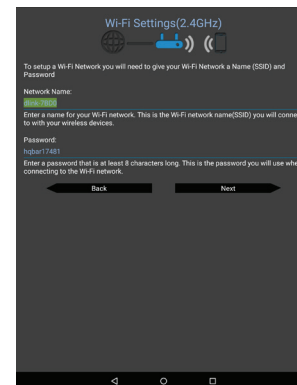 Wi-Fi Settings(2.4GHz)
To setup a Wi-Fi Network you will need to give your Wi-Fi Network a Name (SSID) and
Password
Network Name:
dlink-7800
Enter a name for your Wi-Fi network. This is the Wi-Fi network name(SSID) you will conne
to with your wireless devices.
Password:
hqbar17481
Enter a password that is at least 8 characters long. This is the password you will use whe
connecting to the Wi-Fi network.
Back
Next